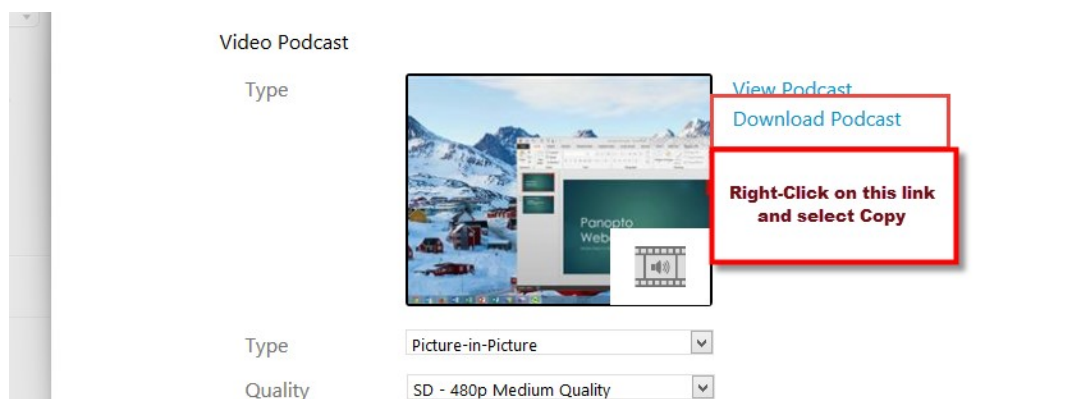 Video Podcast
Type
View Podcast
Download Podcast
Right-Click on this link
and select Copy
Panopto
Type
Picture-in-Picture
Quality
SD - 480p Medium Quality